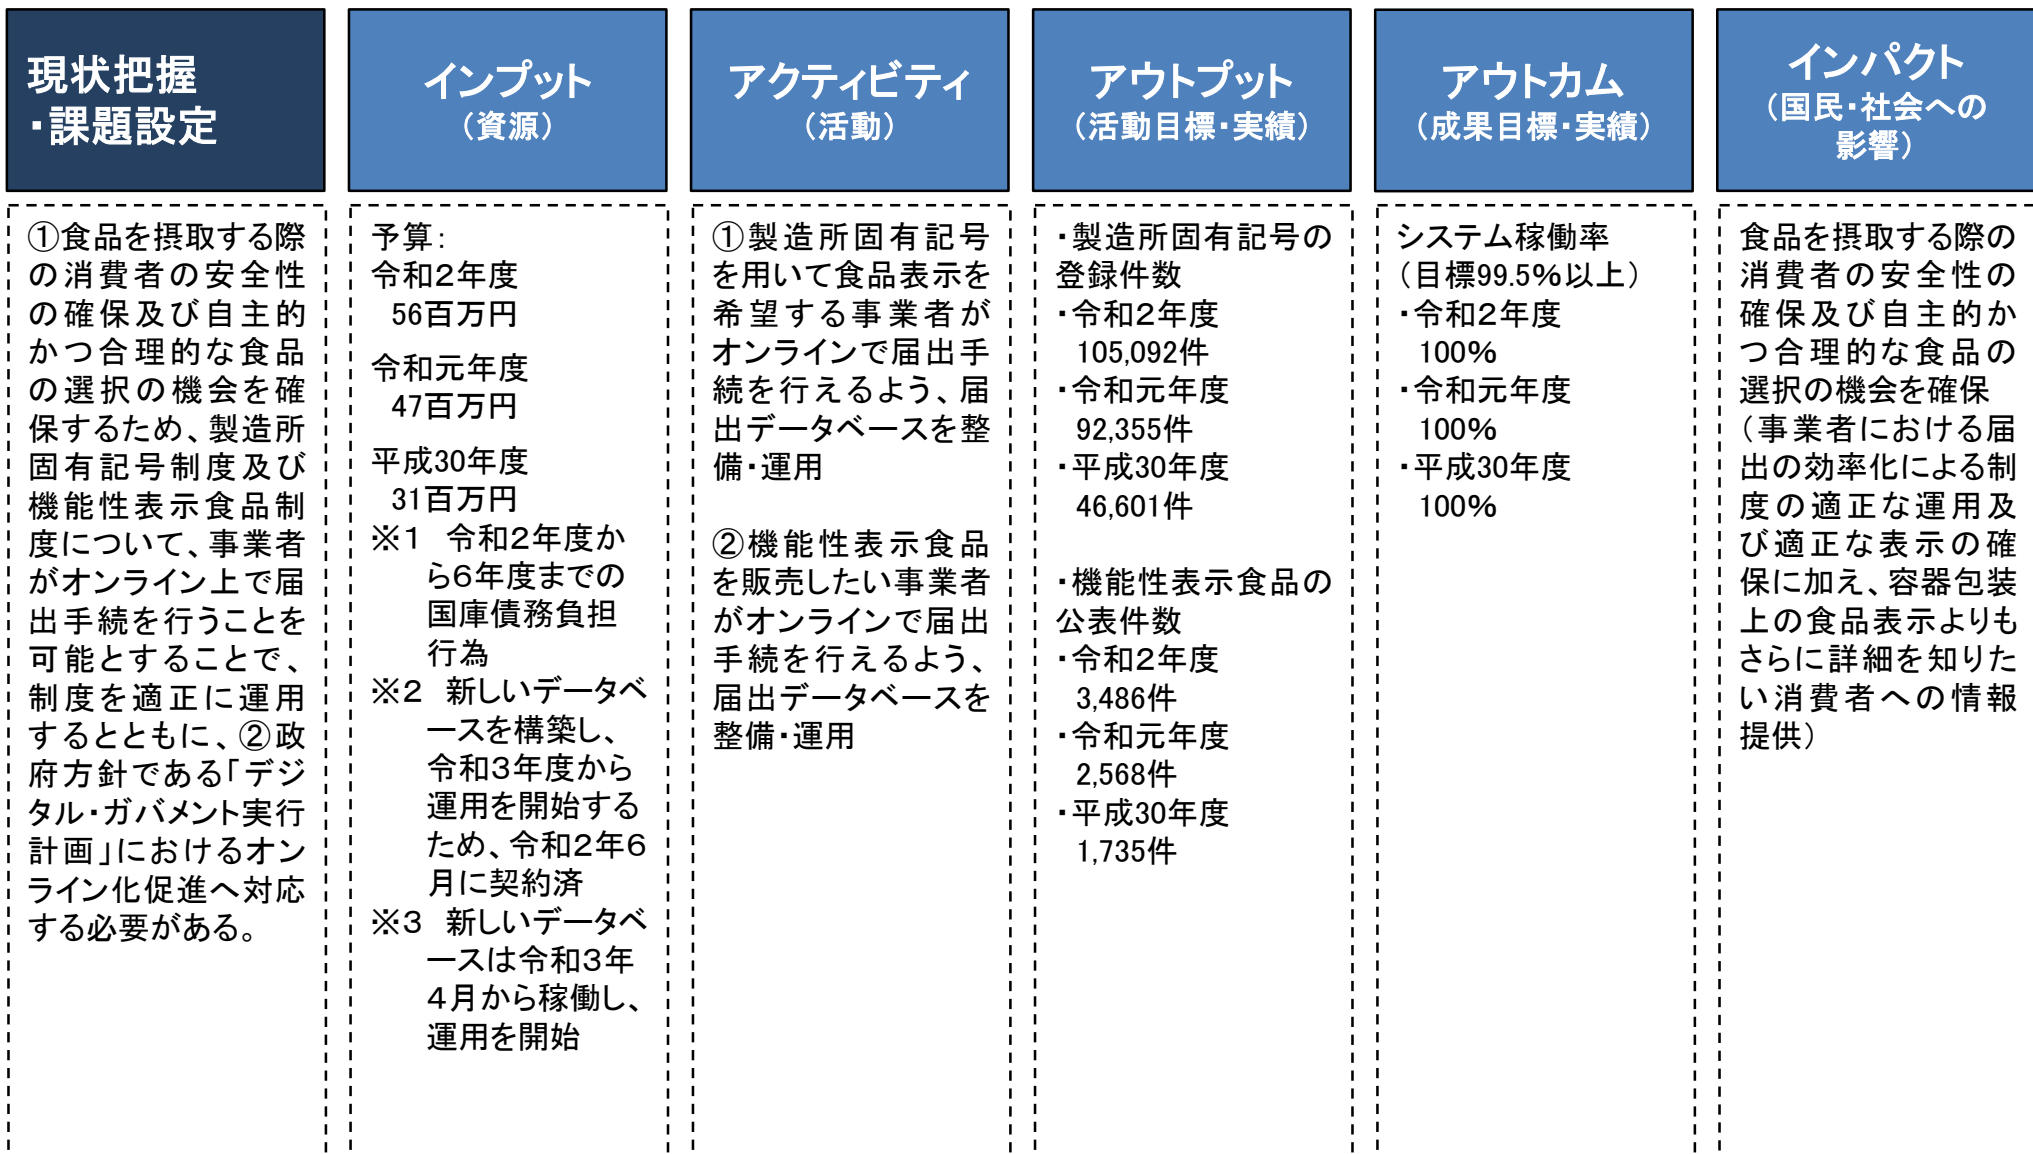 現状把握
・課題設定
①食品を摂取する際
の消費者の安全性
の確保及び自主的
かつ合理的な食品
の選択の機会を確
保するため、製造所
固有記号制度及び
機能性表示食品制
度について、事業者
がオンライン上で届
出手続を行うことを
可能とすることで、
制度を適正に運用
するとともに、②政
府方針である「デジ
タル・ガバメント実行
計画」におけるオン
ライン化促進へ対応
する必要がある。
インプット
（資源）
予算：
令和２年度
56百万円
令和元年度
47百万円
平成30年度
31百万円
※１　令和２年度か
ら６年度までの
国庫債務負担
行為
※２　新しいデータベ
ースを構築し、
令和３年度から
運用を開始する
ため、令和２年６
月に契約済
※３　新しいデータベ
ースは令和３年
４月から稼働し、
運用を開始
アクティビティ
（活動）
①製造所固有記号
を用いて食品表示を
希望する事業者が
オンラインで届出手
続を行えるよう、届
出データベースを整
備・運用
②機能性表示食品
を販売したい事業者
がオンラインで届出
手続を行えるよう、
届出データベースを
整備・運用
アウトプット
（活動目標・実績）
・製造所固有記号の
登録件数
・令和２年度
105,092件
・令和元年度
92,355件
・平成30年度
46,601件
・機能性表示食品の
公表件数
・令和２年度
3,486件
・令和元年度
2,568件
・平成30年度
1,735件
アウトカム
（成果目標・実績）
システム稼働率
（目標99.5％以上）
・令和２年度
100％
・令和元年度
100％
・平成30年度
100％
インパクト
（国民・社会への
影響）
食品を摂取する際の
消費者の安全性の
確保及び自主的か
つ合理的な食品の
選択の機会を確保
（事業者における届
出の効率化による制
度の適正な運用及
び適正な表示の確
保に加え、容器包装
上の食品表示よりも
さらに詳細を知りた
い消費者への情報
提供）